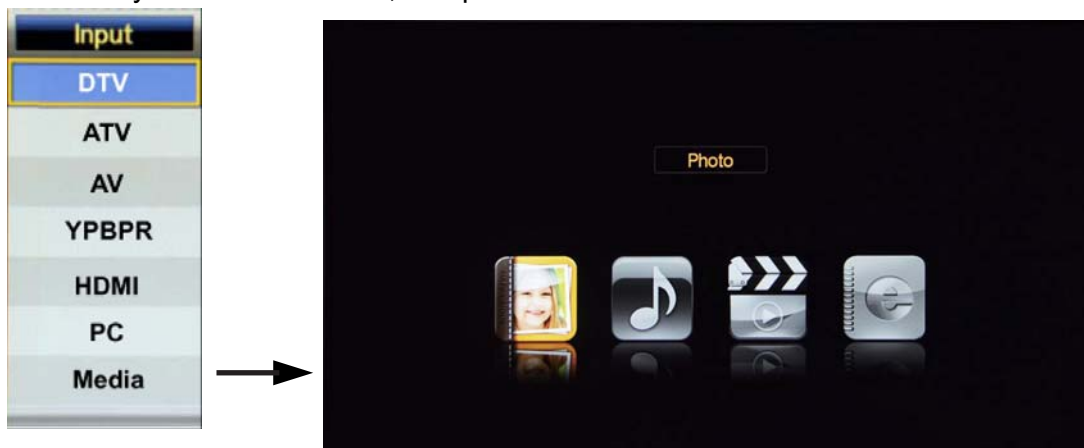 Input
DTV
ATV
AV
YPBPR
HDMI
PC
Media
Photo
e